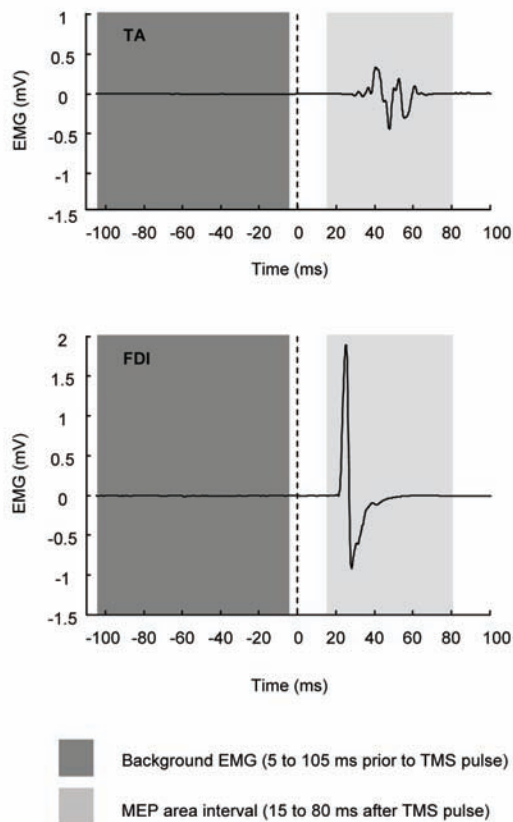 TA
1
0.5
0
-0.5
-1
-1.5
EMG (mV)
-100 -80 -60 -40 -20 0 20 40 60 80 100
Time (ms)
FDI
2
1.5
1
0.5
0
-0.5
-1
-1.5
EMG (mV)
-100 -80 -60 -40 -20 0 20 40 60 80 100
Time (ms)
Background EMG (5 to 105 ms prior to TMS pulse)
MEP area interval (15 to 80 ms after TMS pulse)